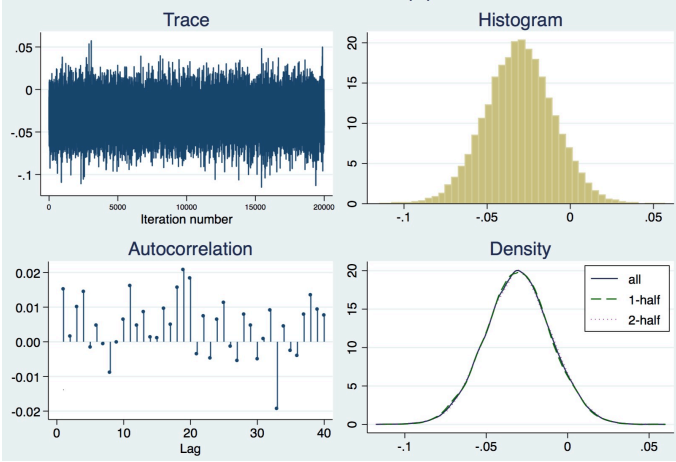 Trace
.05
0
-.05
-.1
0 5000 10000 15000 20000
Iteration number
Histogram
20
15
10
5
0
-.1 -.05 0 .05
Autocorrelation
0.02
0.01
0.00
-0.01
-0.02
0 10 20 30 40
Lag
Density
20
15
10
5
0
all
1-half
2-half
-.1 -.05 0 .05